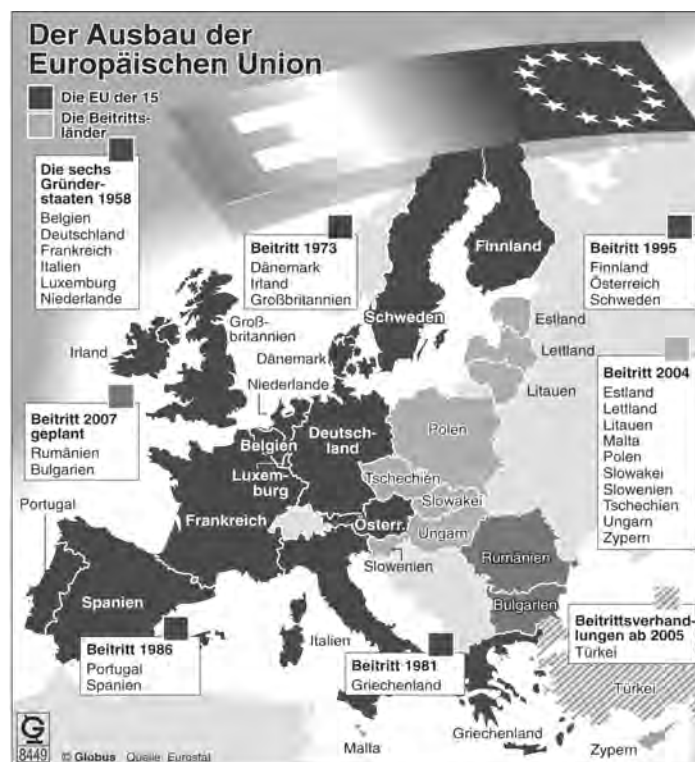 Der Ausbau der
Europäischen Union
Die EU der 15
Die Beitritts-
länder
Die sechs
Gründer-
staaten 1958
Belgien
Deutschland
Frankreich
Italien
Luxemburg
Niederlande
Beitritt 1973
Dänemark
Irland
Großbritannien
Beitritt 1995
Finnland
Österreich
Schweden
Beitritt 2004
Estland
Lettland
Litauen
Malta
Polen
Slowakei
Slowenien
Tschechien
Ungarn
Zypern
Beitritt 2007
geplant
Rumänien
Bulgarien
Beitritt 1986
Portugal
Spanien
Beitritt 1981
Griechenland
Beitrittsverhand-
lungen ab 2005
Türkei
Finnland
Schweden
Estland
Lettland
Litauen
Irland
Groß-
britannien
Dänemark
Niederlande
Belgien
Deutsch-
land
Luxem-
burg
Polen
Tschechien
Slowakei
Frankreich
Österr.
Ungarn
Slowenien
Rumänien
Bulgarien
Portugal
Spanien
Italien
Türkei
Griechenland
Malta
Zypern
G
8449
© Globus
Quelle: Eurostat